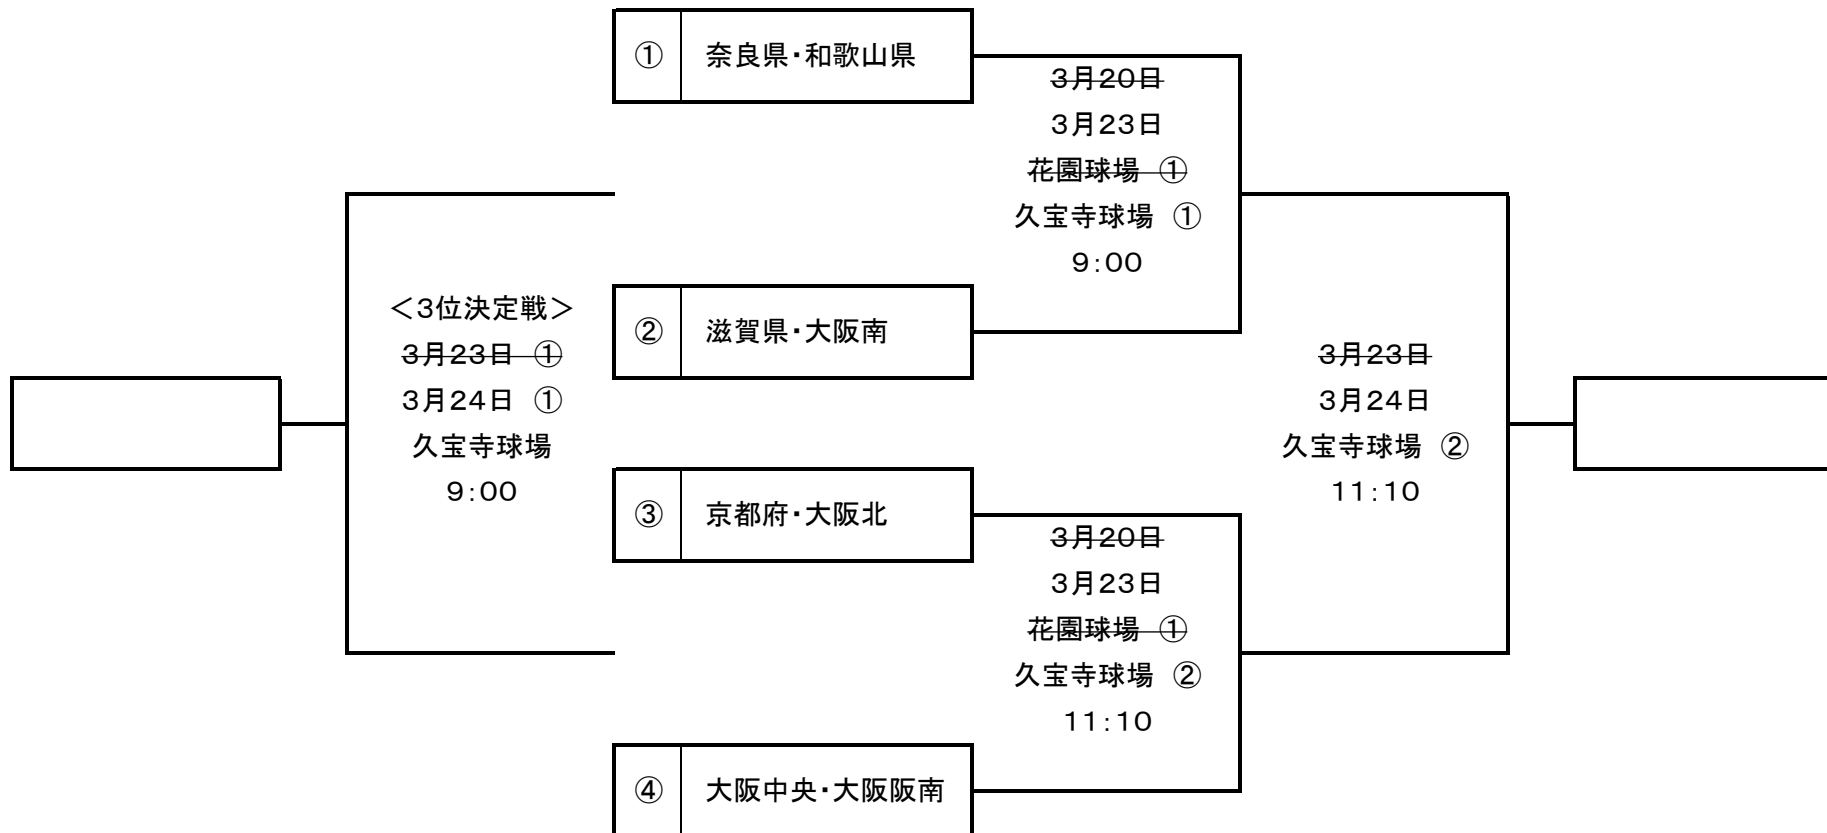 ① 奈良県・和歌山県
3月20日
3月23日
花園球場 ①
久宝寺球場 ①
9:00
② 滋賀県・大阪南
<3位決定戦>
3月23日 ①
3月24日 ①
久宝寺球場
9:00
3月23日
3月24日
久宝寺球場 ②
11:10
③ 京都府・大阪北
3月20日
3月23日
花園球場 ①
久宝寺球場 ②
11:10
④ 大阪中央・大阪阪南